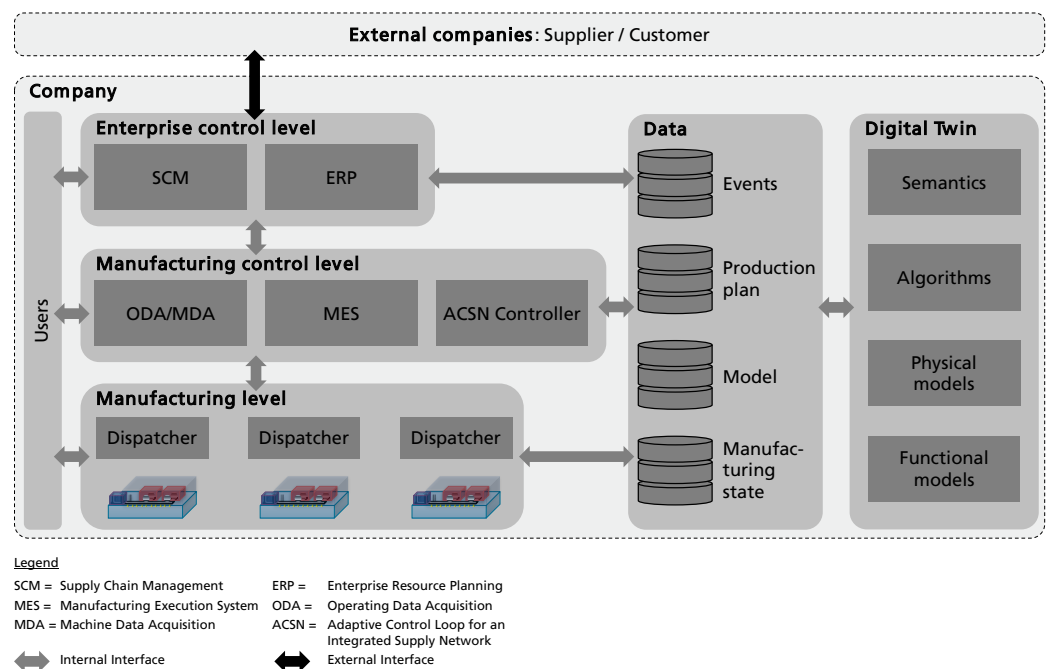 External companies: Supplier / Customer
Company
Users
Enterprise control level
SCM
ERP
Manufacturing control level
ODA/MDA
MES
ACSN Controller
Manufacturing level
Dispatcher
Dispatcher
Dispatcher
Data
Events
Production
plan
Model
Manufac-
turing
state
Digital Twin
Semantics
Algorithms
Physical
models
Functional
models
Legend
SCM = Supply Chain Management
MES = Manufacturing Execution System
MDA = Machine Data Acquisition
Internal Interface
ERP = Enterprise Resource Planning
ODA = Operating Data Acquisition
ACSN = Adaptive Control Loop for an
Integrated Supply Network
External Interface